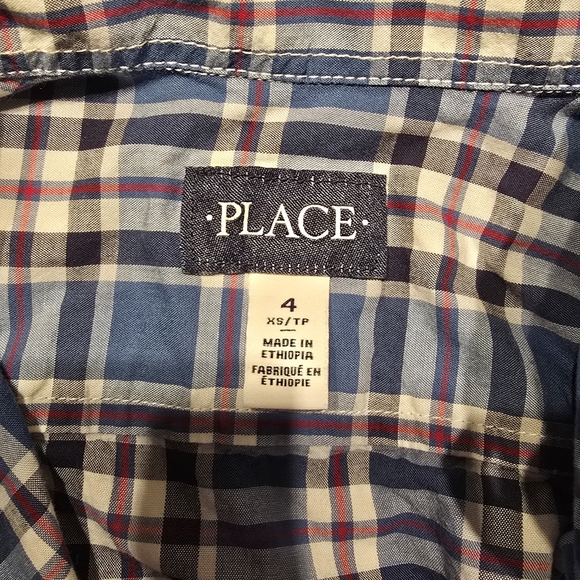 ·PLACE·
4
XS/TP
MADE IN
ETHIOPIA
FABRIQUÉ EN
ÉTHIOPIE